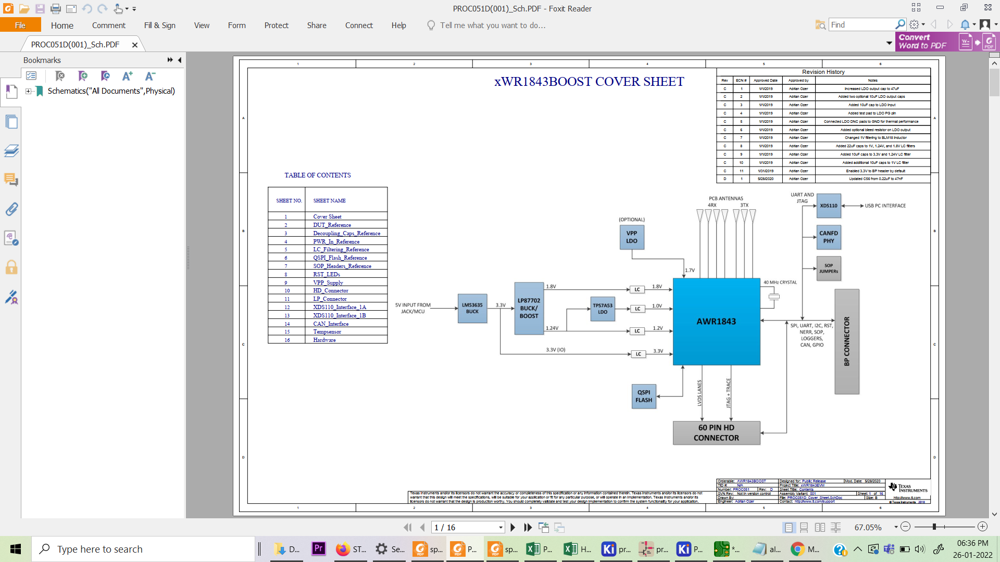 PROC051D(001)_Sch.PDF - Foxit Reader
File Home Comment Fill & Sign View Form Protect Share Connect Help Tell me what you want to do... Find
PROC051D(001)_Sch.PDF
Convert
Word to PDF
Bookmarks
Schematics("All Documents",Physical)
1 2 3 4 5 6
xWR1843BOOST COVER SHEET
Revision History
Rev ECN # Approved Date Approved by Notes
C 1 1/1/2019 Adrian Ozer Increased LDO output cap to 47uF
C 2 1/1/2019 Adrian Ozer Added two optional 10uF LDO output caps
C 3 1/1/2019 Adrian Ozer Added 10uF cap to LDO input
C 4 1/1/2019 Adrian Ozer Added test pad to LDO PG pin
C 5 1/1/2019 Adrian Ozer Connected LDO DNC pads to GND for thermal performance
C 6 1/1/2019 Adrian Ozer Added optional bleed resistor on LDO output
C 7 1/1/2019 Adrian Ozer Changed 1V filtering to BLM18 Inductor
C 8 1/1/2019 Adrian Ozer Added 22uF caps to 1V, 1.24V, and 1.8V LC filters
C 9 1/1/2019 Adrian Ozer Added 10uF caps to 3.3V and 1.24V LC filter
C 10 1/1/2019 Adrian Ozer Added additional 10uF caps to 1V LC filter
C 11 1/31/2019 Adrian Ozer Enabled 3.3V to BP header by default
D 1 5/28/2020 Adrian Ozer Updated C56 from 0.22uF to 47nF
A A
B B
C C
D D
TABLE OF CONTENTS
SHEET NO. SHEET NAME
1 Cover Sheet
2 DUT_Reference
3 Decoupling_Caps_Reference
4 PWR_In_Reference
5 LC_Filtering_Reference
6 QSPI_Flash_Reference
7 SOP_Headers_Reference
8 RST_LEDs
9 VPP_Supply
10 HD_Connector
11 LP_Connector
12 XDS110_Interface_1A
13 XDS110_Interface_1B
14 CAN_Interface
15 Tempsensor
16 Hardware
5V INPUT FROM
JACK/MCU
LM53635
BUCK
3.3V
LP87702
BUCK/
BOOST
1.8V
1.24V
3.3V (IO)
TPS7A53
LDO
(OPTIONAL)
VPP
LDO
1.7V
LC 1.8V
LC 1.0V
LC 1.2V
LC 3.3V
PCB ANTENNAS
4RX 3TX
AWR1843
40 MHz CRYSTAL
UART AND
JTAG
XDS110
USB PC INTERFACE
CANFD
PHY
SOP
JUMPERs
SPI, UART, I2C, RST,
NERR, SOP,
LOGGERS,
CAN, GPIO
BP CONNECTOR
QSPI
FLASH
LVDS LANES
JTAG + TRACE
60 PIN HD
CONNECTOR
Texas Instruments and/or its licensors do not warrant the accuracy or completeness of this specification or any information contained therein. Texas Instruments and/or its licensors do not
warrant that this design will meet the specifications, will be suitable for your application or fit for any particular purpose, or will operate in an implementation. Texas Instruments and/or its
licensors do not warrant that the design is production worthy. You should completely validate and test your design implementation to confirm the system functionality for your application.
Orderable: AWR1843BOOST Designed for: Public Release Mod. Date: 5/28/2020
TID #: N/A Project Title: xWR1843EVM
Number: PROC051 Rev: D Sheet Title: Contents
SVN Rev: Not in version control Assembly Variant: 001 Sheet: 1 of 16
Drawn By: File: PROC051D_Cover_Sheet.SchDoc Size: B
Engineer: Adrian Ozer Contact: http://www.ti.com/support
TEXAS
INSTRUMENTS
http://www.ti.com
© Texas Instruments 2018
1 2 3 4 5 6
1 / 16
67.05%
Type here to search
D... Pr ST... Se... sp... P... sp... P... H... pr... pr... P... *... al... M...
06:36 PM
26-01-2022